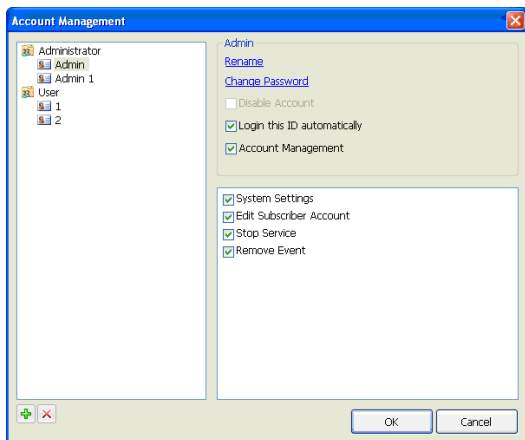 Account Management
Administrator
Admin
Admin 1
User
1
2
Admin
Rename
Change Password
Disable Account
Login this ID automatically
Account Management
System Settings
Edit Subscriber Account
Stop Service
Remove Event
OK
Cancel